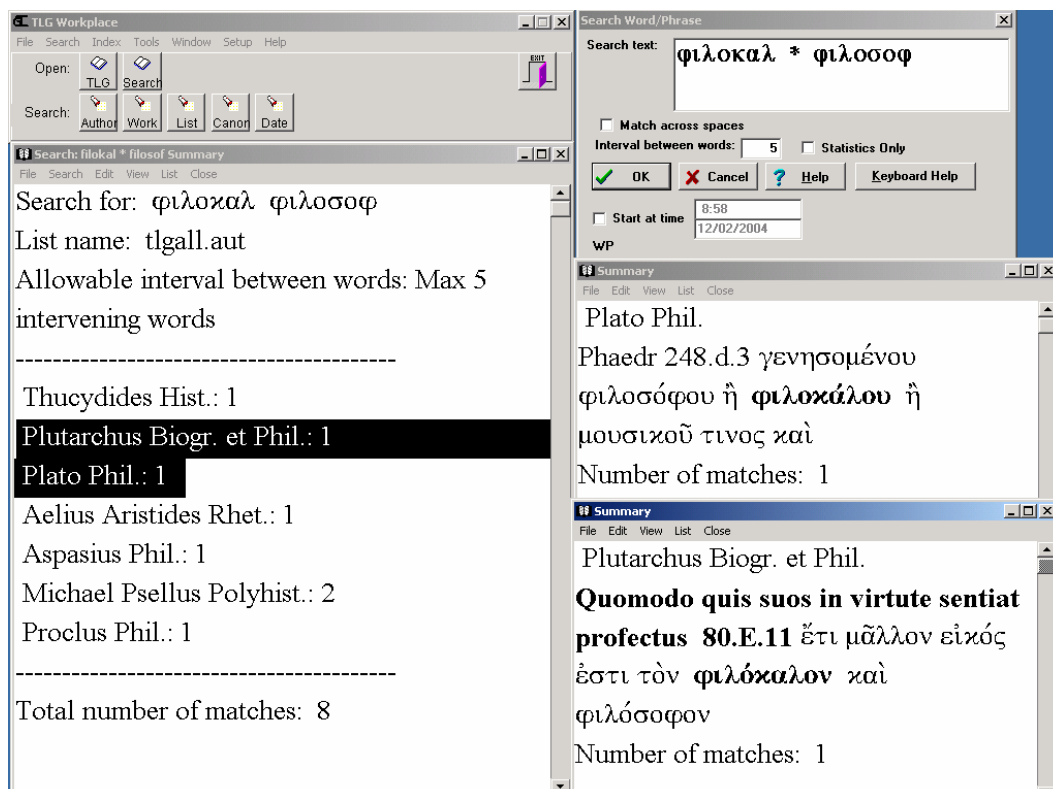 TLG Workplace
File Search Index Tools Window Setup Help
Open:
TLG Search
EXIT
Search:
Author Work List Canon Date
Search: filokal * filosof Summary
File Search Edit View List Close
Search for: φιλοκαλ φιλοσοφ
List name: tlgall.aut
Allowable interval between words: Max 5
intervening words
-----------------------------------------
Thucydides Hist.: 1
Plutarchus Biogr. et Phil.: 1
Plato Phil.: 1
Aelius Aristides Rhet.: 1
Aspasius Phil.: 1
Michael Psellus Polyhist.: 2
Proclus Phil.: 1
-----------------------------------------
Total number of matches: 8
Search Word/Phrase
Search text:
φιλοκαλ * φιλοσοφ
Match across spaces
Interval between words: 5 Statistics Only
OK Cancel Help Keyboard Help
Start at time 8:58
12/02/2004
WP
Summary
File Edit View List Close
Plato Phil.
Phaedr 248.d.3 γενησομένου
φιλοσόφου ἢ φιλοκάλου ἢ
μουσικοῦ τινος καὶ
Number of matches: 1
Summary
File Edit View List Close
Plutarchus Biogr. et Phil.
Quomodo quis suos in virtute sentiat
profectus 80.E.11 ἔτι μᾶλλον εἰκός
ἐστι τὸν φιλόκαλον καὶ
φιλόσοφον
Number of matches: 1